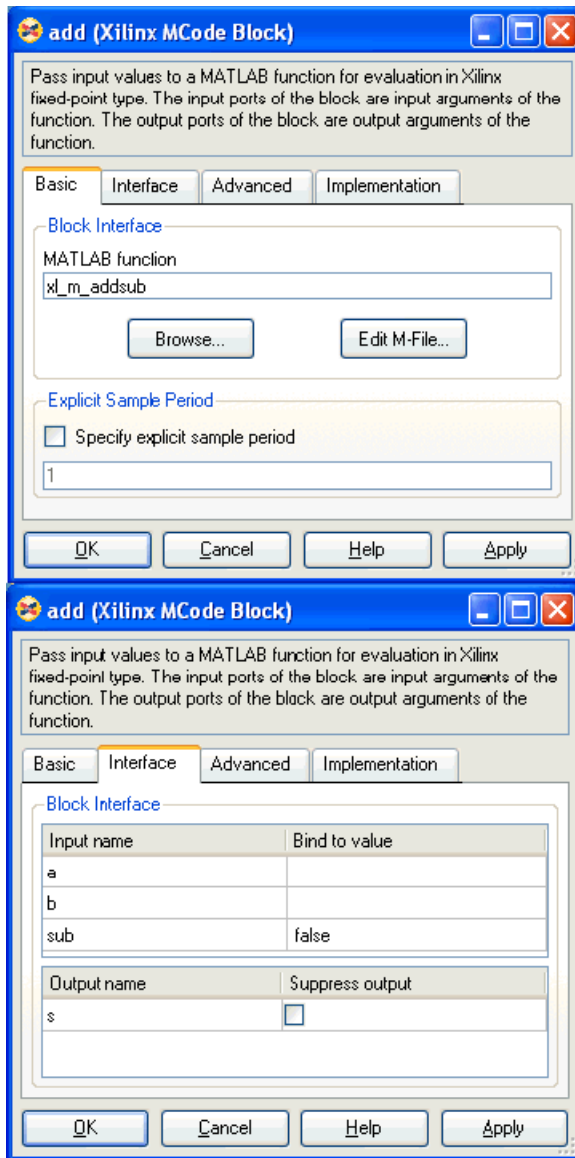 add (Xilinx MCode Block)
Pass input values to a MATLAB function for evaluation in Xilinx
fixed-point type. The input ports of the block are input arguments of the
function. The output ports of the block are output arguments of the
function.
Basic Interface Advanced Implementation
Block Interface
MATLAB function
xl_m_addsub
Browse... Edit M-File...
Explicit Sample Period
Specify explicit sample period
1
OK Cancel Help Apply
add (Xilinx MCode Block)
Pass input values to a MATLAB function for evaluation in Xilinx
fixed-point type. The input ports of the block are input arguments of the
function. The output ports of the block are output arguments of the
function.
Basic Interface Advanced Implementation
Block Interface
Input name Bind to value
a
b
sub false
Output name Suppress output
s
OK Cancel Help Apply